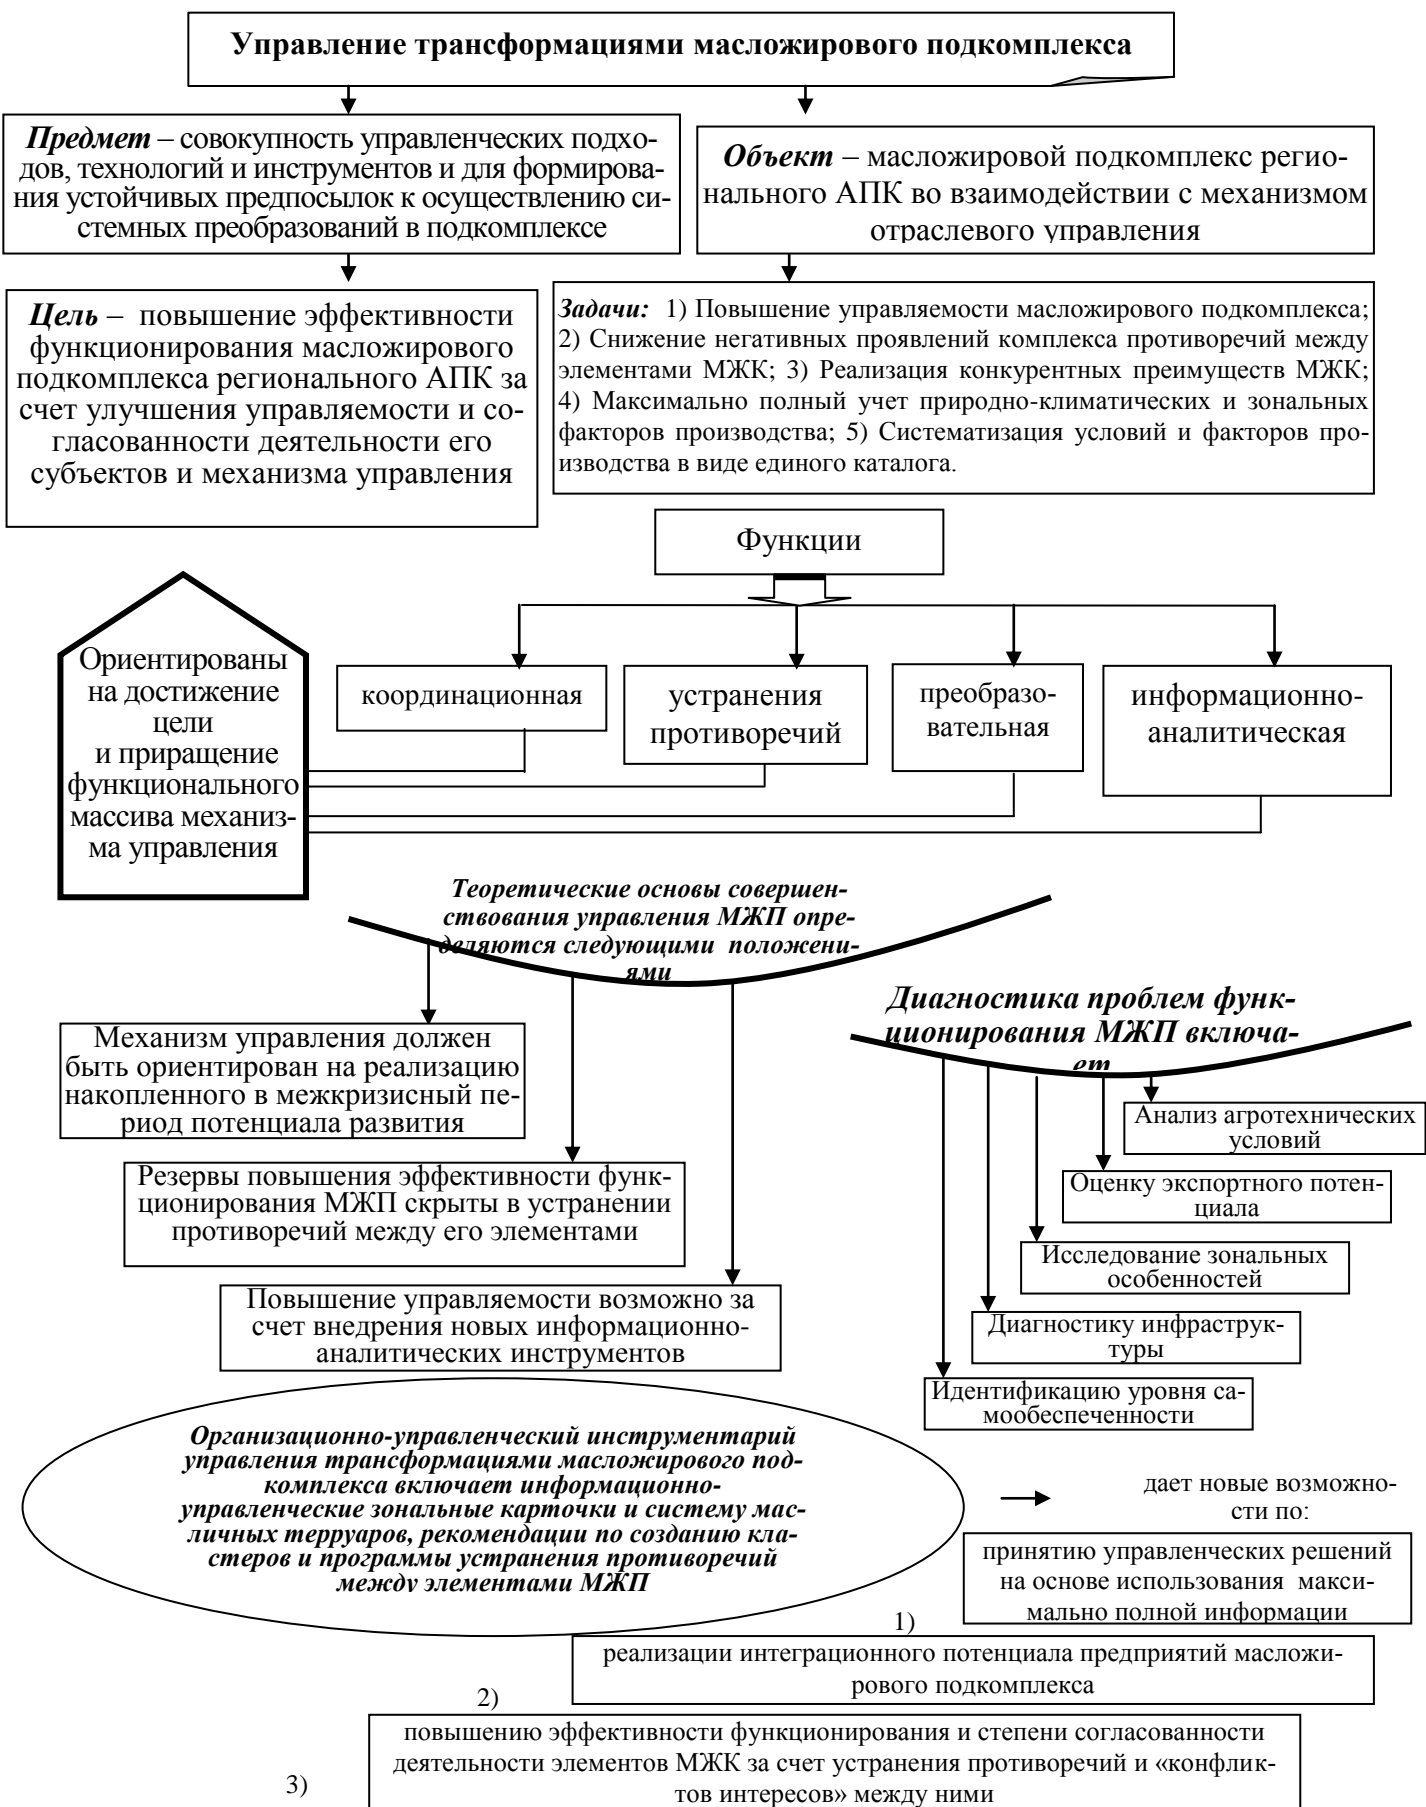 Управление трансформациями масложирового подкомплекса
Предмет – совокупность управленческих подхо-
дов, технологий и инструментов и для формирова-
ния устойчивых предпосылок к осуществлению си-
стемных преобразований в подкомплексе
Объект – масложировой подкомплекс регио-
нального АПК во взаимодействии с механизмом
отраслевого управления
Цель – повышение эффективности
функционирования масложирового
подкомплекса регионального АПК за
счет улучшения управляемости и со-
гласованности деятельности его
субъектов и механизма управления
Задачи: 1) Повышение управляемости масложирового подкомплекса;
2) Снижение негативных проявлений комплекса противоречий между
элементами МЖК; 3) Реализация конкурентных преимуществ МЖК;
4) Максимально полный учет природно-климатических и зональных
факторов производства; 5) Систематизация условий и факторов про-
изводства в виде единого каталога.
Функции
Ориентированы
на достижение
цели
и приращение
функционального
массива механиз-
ма управления
координационная
устранения
противоречий
преобразо-
вательная
информационно-
аналитическая
Теоретические основы совершен-
ствования управления МЖП опре-
деляются следующими положени-
ями
Механизм управления должен
быть ориентирован на реализацию
накопленного в межкризисный пе-
риод потенциала развития
Резервы повышения эффективности функ-
ционирования МЖП скрыты в устранении
противоречий между его элементами
Повышение управляемости возможно за
счет внедрения новых информационно-
аналитических инструментов
Диагностика проблем функ-
ционирования МЖП включа-
ет
Анализ агротехнических
условий
Оценку экспортного потен-
циала
Исследование зональных
особенностей
Диагностику инфраструк-
туры
Идентификацию уровня са-
мообеспеченности
Организационно-управленческий инструментарий
управления трансформациями масложирового под-
комплекса включает информационно-
управленческие зональные карточки и систему мас-
личных терруаров, рекомендации по созданию кла-
стеров и программы устранения противоречий
между элементами МЖП
дает новые возможно-
сти по:
принятию управленческих решений
на основе использования макси-
мально полной информации
1)
реализации интеграционного потенциала предприятий масложи-
рового подкомплекса
2)
повышению эффективности функционирования и степени согласованности
деятельности элементов МЖК за счет устранения противоречий и «конфлик-
тов интересов» между ними
3)